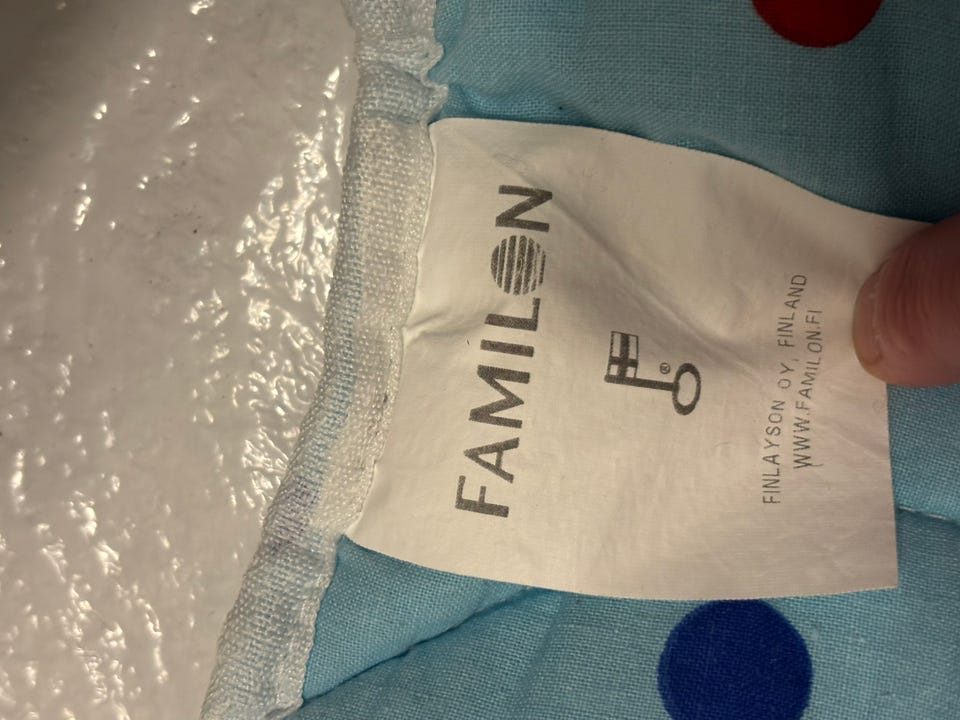 FAMILON
®
FINLAYSON OY, FINLAND
WWW.FAMILON.FI